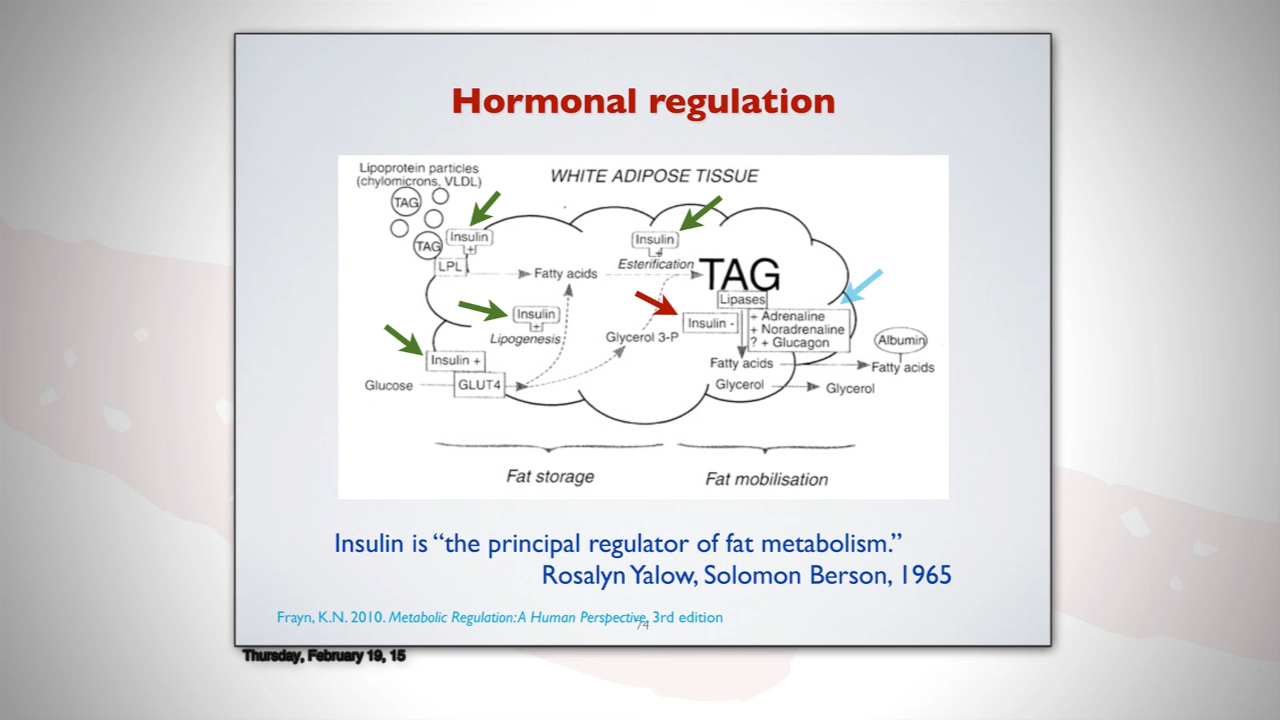 Hormonal regulation
Lipoprotein particles
(chylomicrons, VLDL)
WHITE ADIPOSE TISSUE
TAG
TAG
Insulin
+
LPL
Fatty acids
Insulin
+
Esterification
TAG
Lipases
Insulin -
+ Adrenaline
+ Noradrenaline
? + Glucagon
Insulin
+
Lipogenesis
Glycerol 3-P
Insulin +
Glucose
GLUT4
Fatty acids
Glycerol
Albumin
Fatty acids
Glycerol
Fat storage
Fat mobilisation
Insulin is “the principal regulator of fat metabolism.”
Rosalyn Yalow, Solomon Berson, 1965
Frayn, K.N. 2010. Metabolic Regulation: A Human Perspective, 3rd edition
74
Thursday, February 19, 15